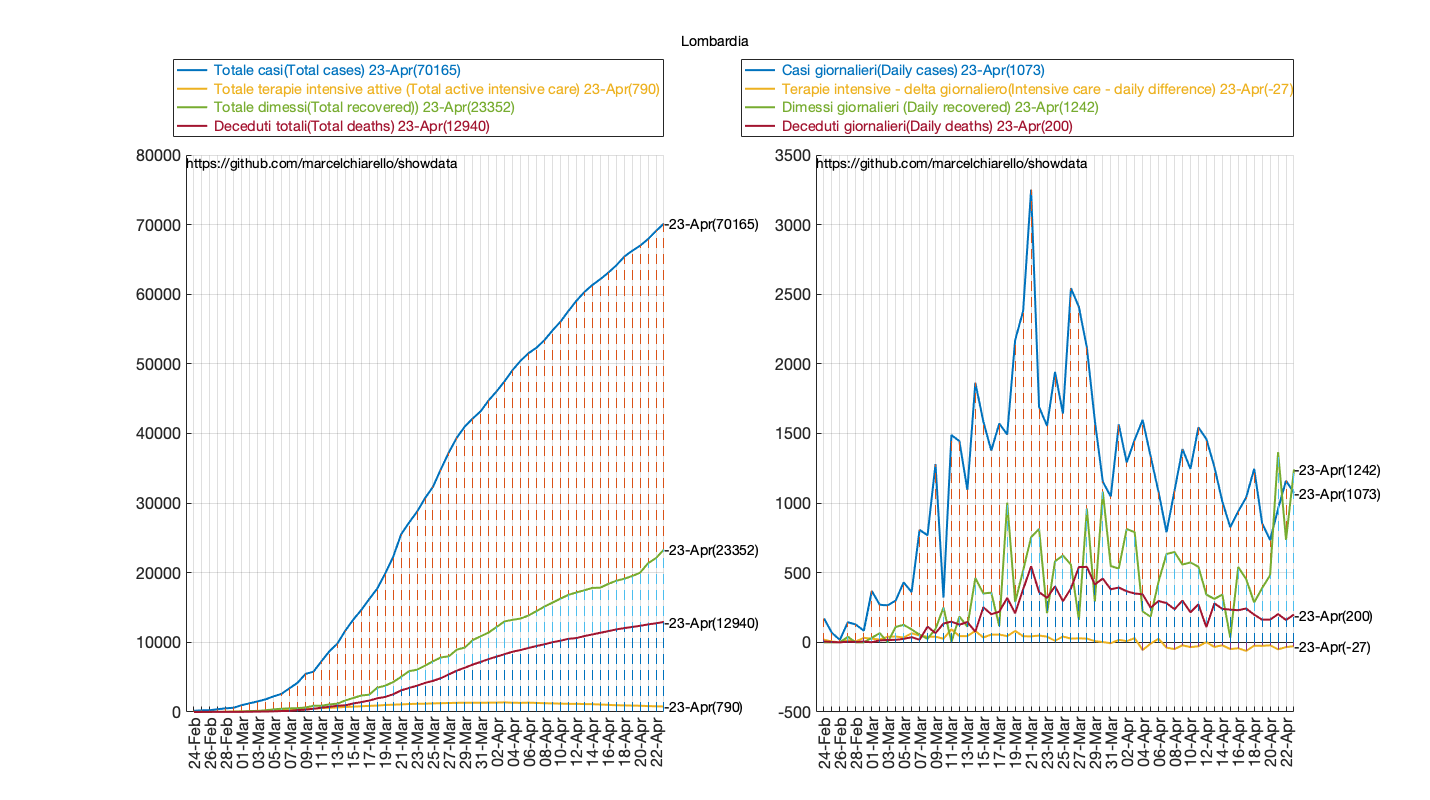 Lombardia
Totale casi(Total cases) 23-Apr(70165)
Totale terapie intensive attive (Total active intensive care) 23-Apr(790)
Totale dimessi(Total recovered)) 23-Apr(23352)
Deceduti totali(Total deaths) 23-Apr(12940)
Casi giornalieri(Daily cases) 23-Apr(1073)
Terapie intensive - delta giornaliero(Intensive care - daily difference) 23-Apr(-27)
Dimessi giornalieri (Daily recovered) 23-Apr(1242)
Deceduti giornalieri(Daily deaths) 23-Apr(200)
https://github.com/marcelchiarello/showdata
80000
70000
60000
50000
40000
30000
20000
10000
0
-23-Apr(70165)
-23-Apr(23352)
-23-Apr(12940)
-23-Apr(790)
24-Feb
26-Feb
28-Feb
01-Mar
03-Mar
05-Mar
07-Mar
09-Mar
11-Mar
13-Mar
15-Mar
17-Mar
19-Mar
21-Mar
23-Mar
25-Mar
27-Mar
29-Mar
31-Mar
02-Apr
04-Apr
06-Apr
08-Apr
10-Apr
12-Apr
14-Apr
16-Apr
18-Apr
20-Apr
22-Apr
https://github.com/marcelchiarello/showdata
3500
3000
2500
2000
1500
1000
500
0
-500
-23-Apr(1242)
-23-Apr(1073)
-23-Apr(200)
-23-Apr(-27)
24-Feb
26-Feb
28-Feb
01-Mar
03-Mar
05-Mar
07-Mar
09-Mar
11-Mar
13-Mar
15-Mar
17-Mar
19-Mar
21-Mar
23-Mar
25-Mar
27-Mar
29-Mar
31-Mar
02-Apr
04-Apr
06-Apr
08-Apr
10-Apr
12-Apr
14-Apr
16-Apr
18-Apr
20-Apr
22-Apr